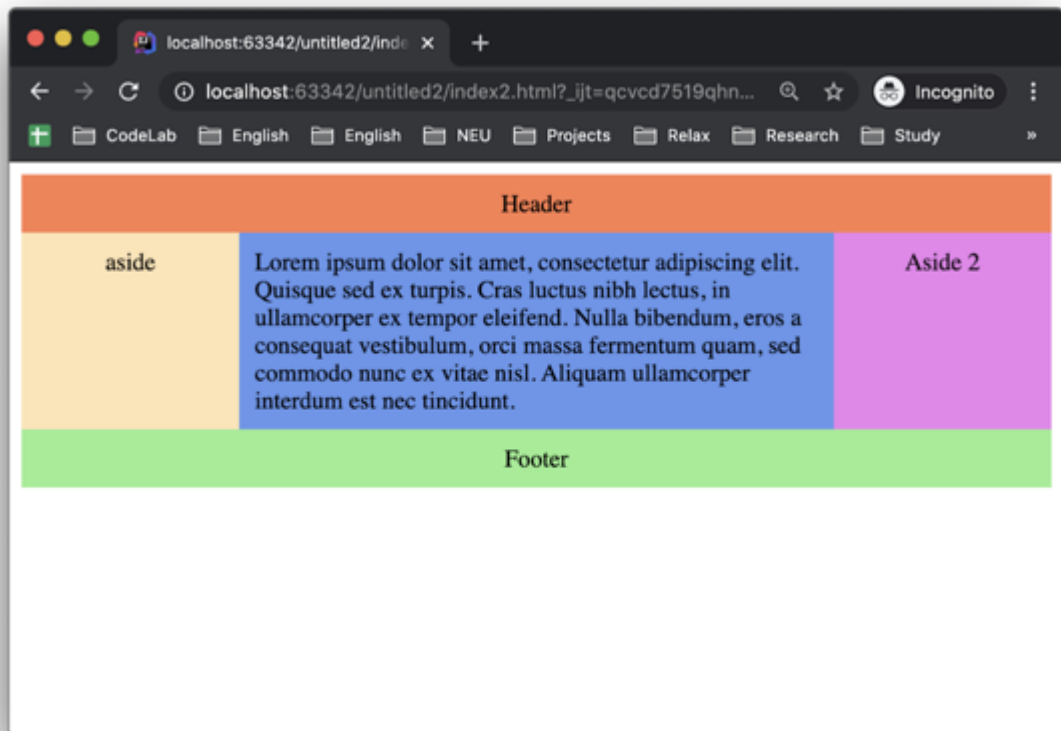 localhost:63342/untitled2/inde
localhost:63342/untitled2/index2.html?_ijt=qcvcd7519qhn...
Incognito
CodeLab English English NEU Projects Relax Research Study »
Header
aside
Lorem ipsum dolor sit amet, consectetur adipiscing elit.
Quisque sed ex turpis. Cras luctus nibh lectus, in
ullamcorper ex tempor eleifend. Nulla bibendum, eros a
consequat vestibulum, orci massa fermentum quam, sed
commodo nunc ex vitae nisl. Aliquam ullamcorper
interdum est nec tincidunt.
Aside 2
Footer